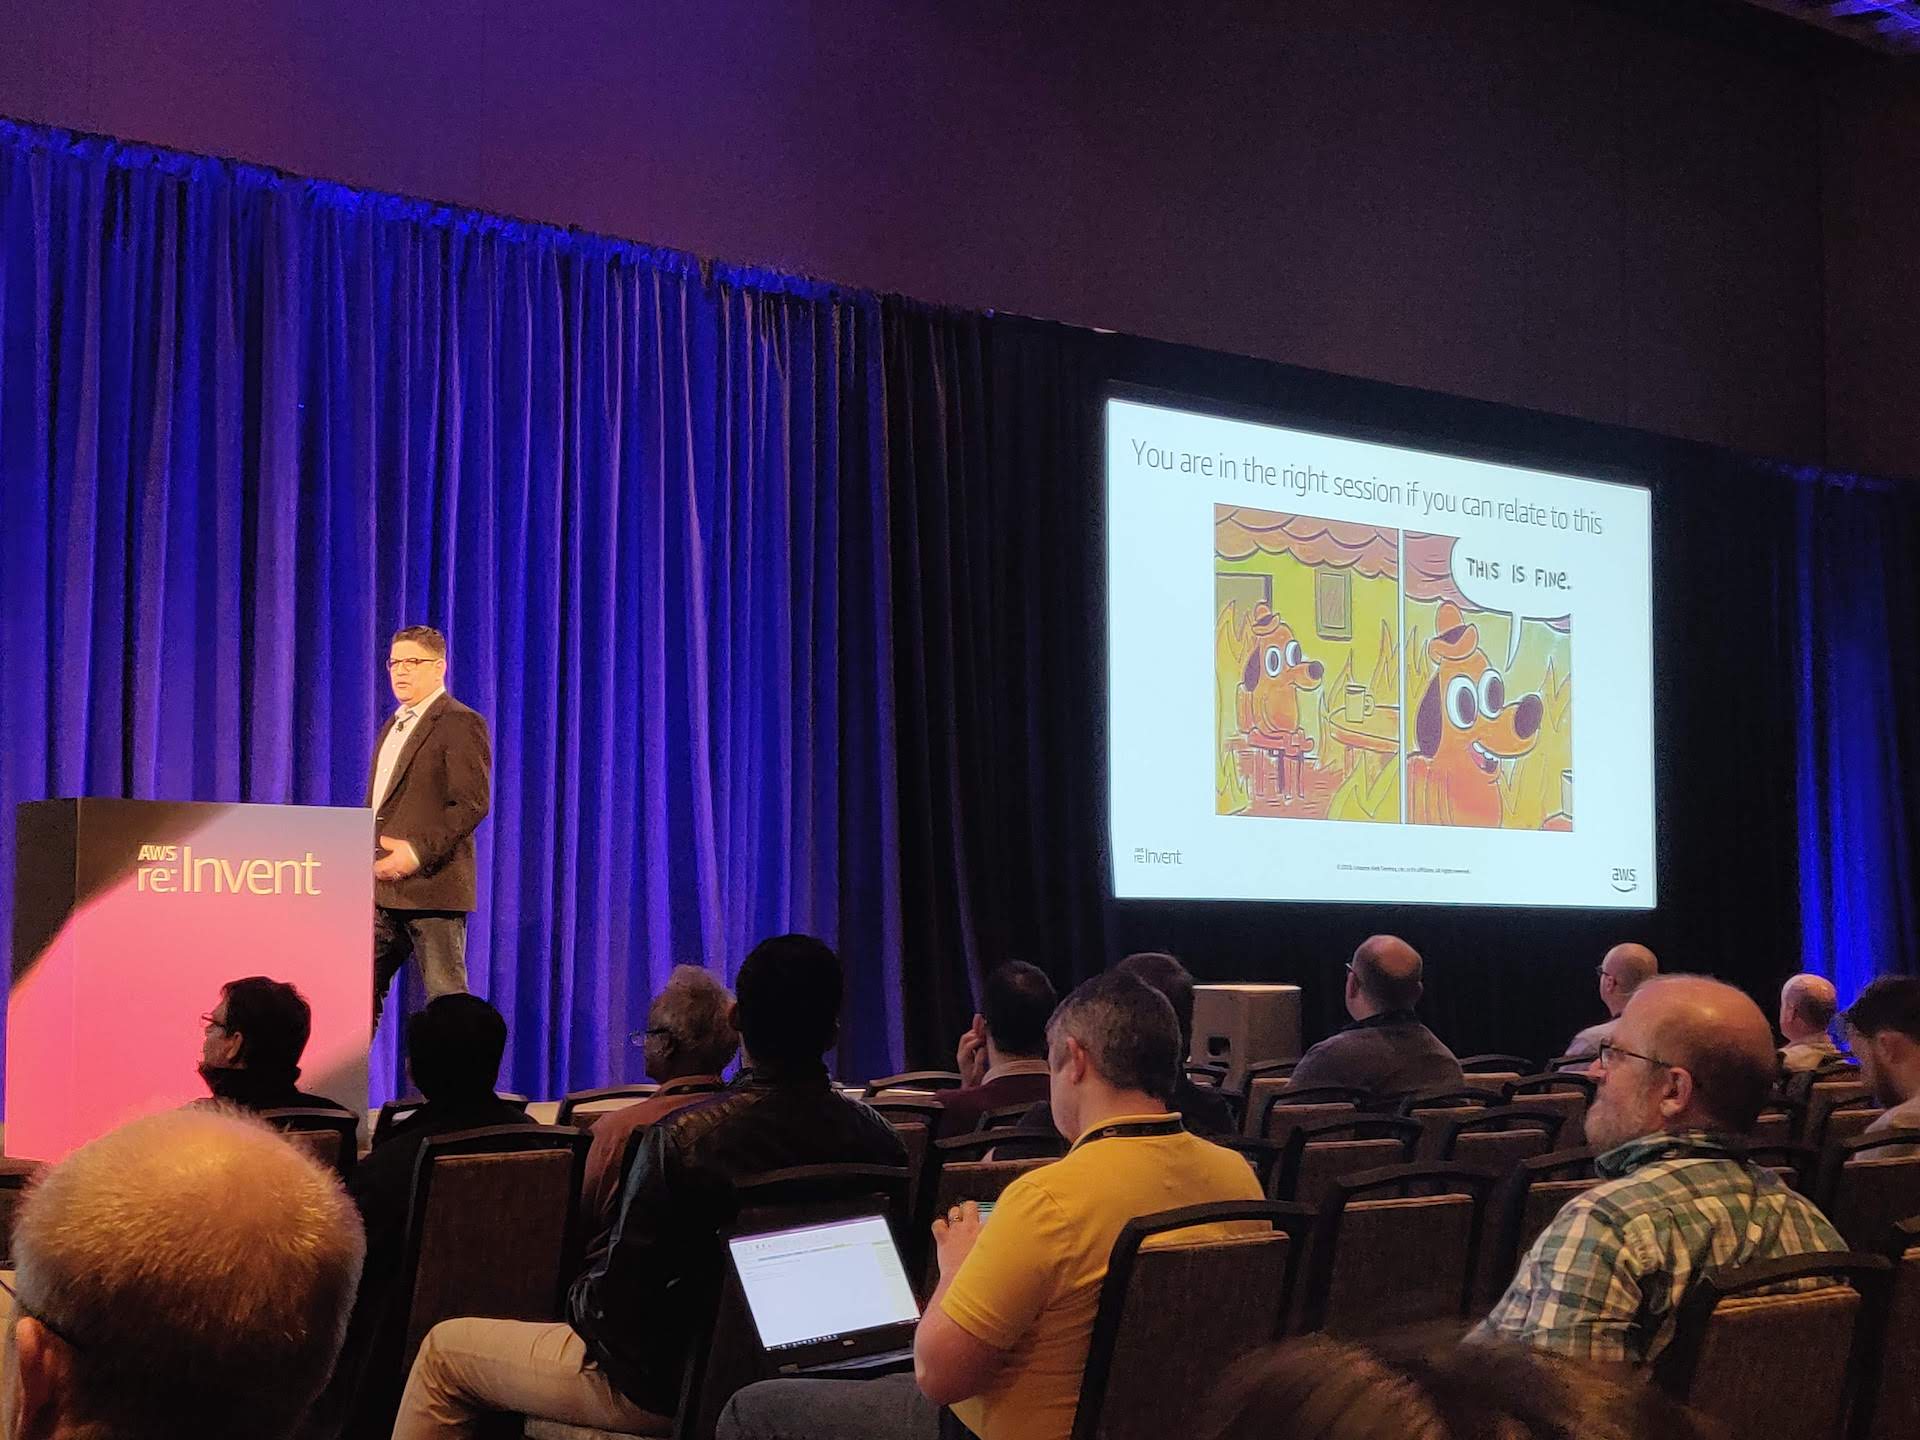 You are in the right session if you can relate to this
THIS IS FINE.
AWS
re:Invent
aws
re:Invent
aws